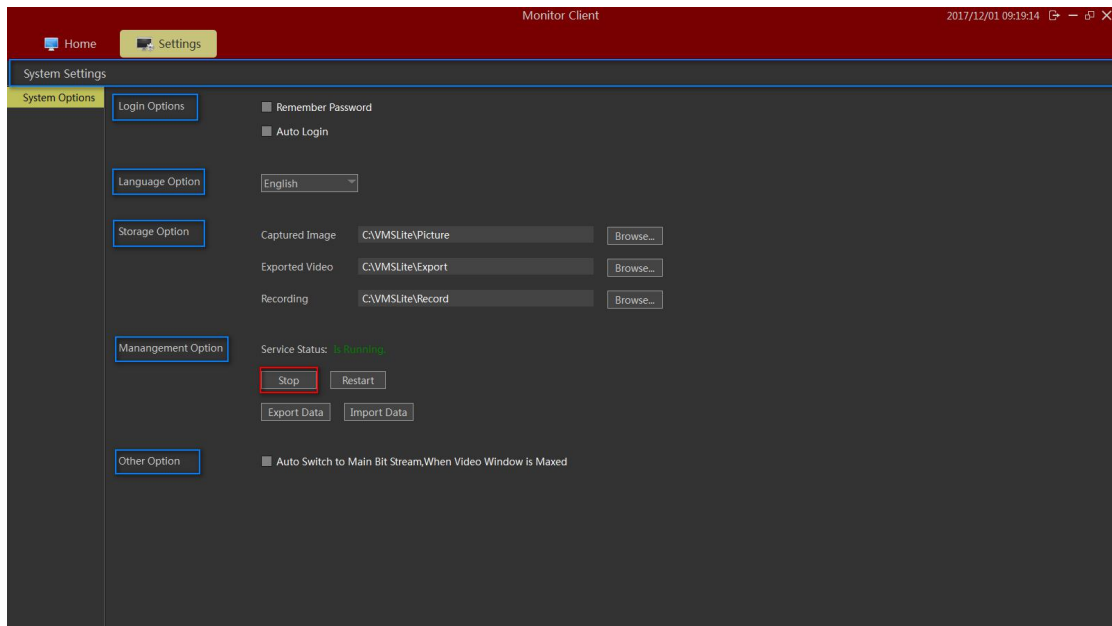 Monitor Client
2017/12/01 09:19:14
Home
Settings
System Settings
System Options
Login Options
Remember Password
Auto Login
Language Option
English
Storage Option
Captured Image C:\VMSLite\Picture Browse...
Exported Video C:\VMSLite\Export Browse...
Recording C:\VMSLite\Record Browse...
Manangement Option
Service Status: Is Running.
Stop Restart
Export Data Import Data
Other Option
Auto Switch to Main Bit Stream,When Video Window is Maxed